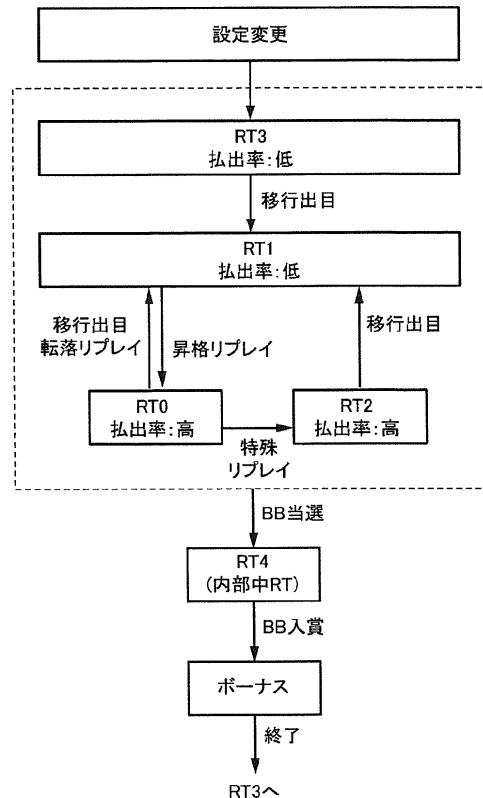 設定変更
RT3
払出率:低
移行出目
RT1
払出率:低
移行出目
転落リプレイ
昇格リプレイ
移行出目
RT0
払出率:高
RT2
払出率:高
特殊
リプレイ
BB当選
RT4
(内部中RT)
BB入賞
ボーナス
終了
RT3へ